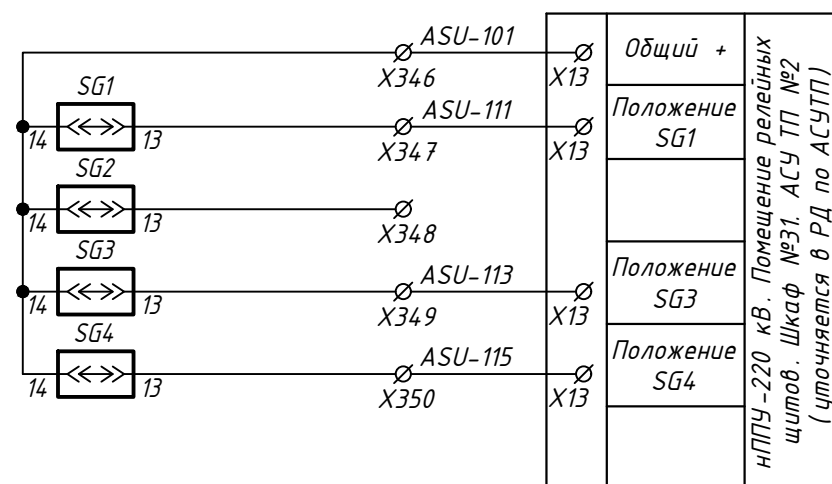 ASU-101
X346
X13
Общий +
SG1
14
13
ASU-111
X347
X13
Положение
SG1
SG2
14
13
X348
SG3
14
13
ASU-113
X349
X13
Положение
SG3
SG4
14
13
ASU-115
X350
X13
Положение
SG4
нППУ-220 кВ. Помещение релейных
щитов. Шкаф №31. АСУ ТП №2
(уточняется в РД по АСУТП)